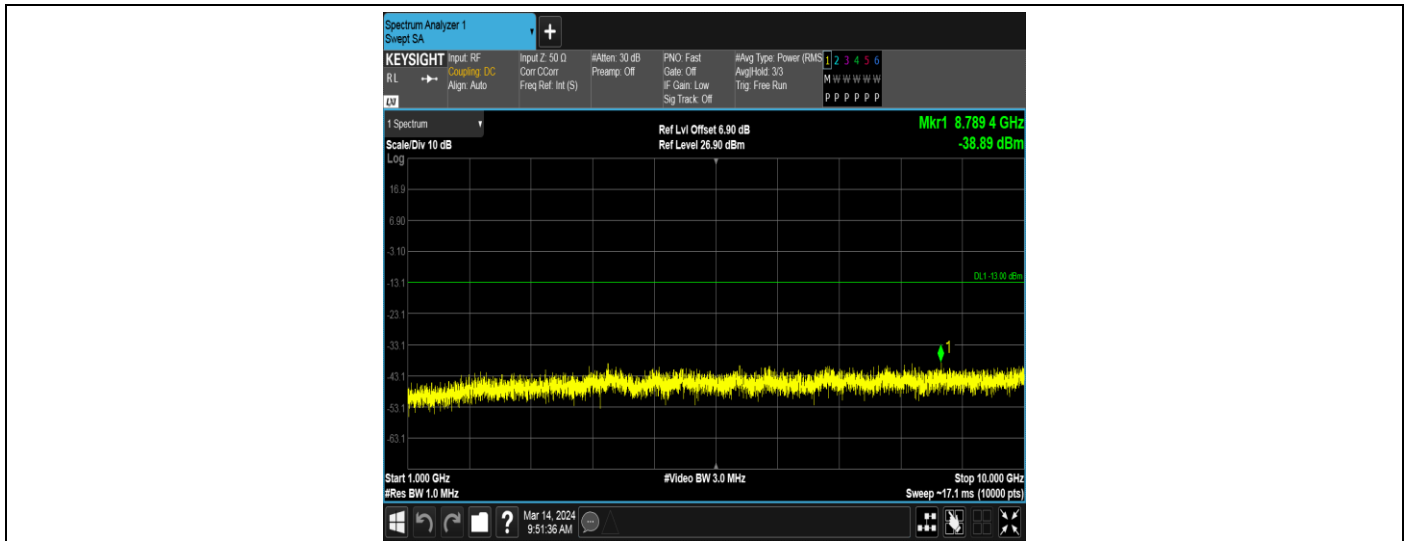 Spectrum Analyzer 1
Swept SA
+
KEYSIGHT
RL
Input: RF
Coupling: DC
Align: Auto
Input Z: 50 Ω
Corr CCorr
Freq Ref: Int (S)
#Atten: 30 dB
Preamp: Off
PNO: Fast
Gate: Off
IF Gain: Low
Sig Track: Off
#Avg Type: Power (RMS
Avg|Hold: 3/3
Trig: Free Run
1 2 3 4 5 6
M W W W W W
P P P P P P
1 Spectrum
Scale/Div 10 dB
Ref Lvl Offset 6.90 dB
Ref Level 26.90 dBm
Mkr1 8.789 4 GHz
-38.89 dBm
Log
16.9
6.90
-3.10
DL1 -13.00 dBm
-13.1
-23.1
-33.1
1
-43.1
-53.1
-63.1
Start 1.000 GHz
#Video BW 3.0 MHz
Stop 10.000 GHz
#Res BW 1.0 MHz
Sweep ~17.1 ms (10000 pts)
?
Mar 14, 2024
9:51:36 AM